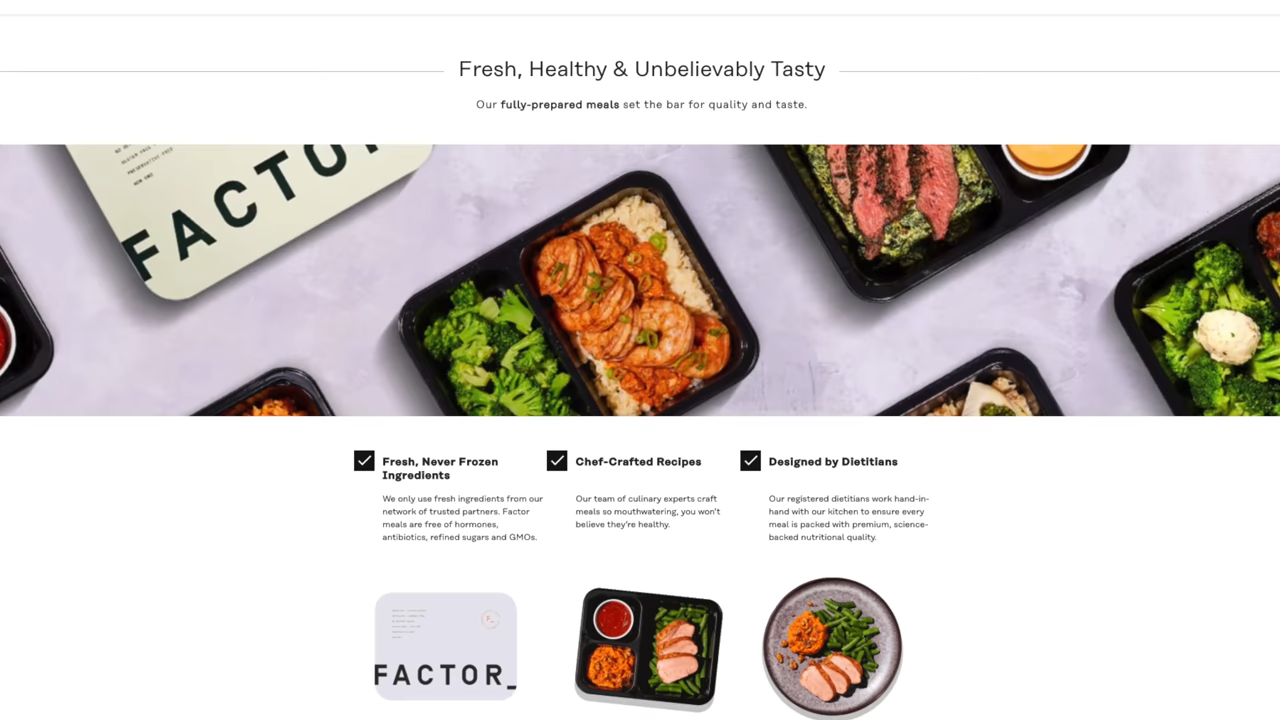 Fresh, Healthy & Unbelievably Tasty
Our fully-prepared meals set the bar for quality and taste.
PRESERVATIVE FREE
NON GMO
FACTOR
Fresh, Never Frozen
Ingredients
We only use fresh ingredients from our
network of trusted partners. Factor
meals are free of hormones,
antibiotics, refined sugars and GMOs.
Chef-Crafted Recipes
Our team of culinary experts craft
meals so mouthwatering, you won't
believe they're healthy.
Designed by Dietitians
Our registered dietitians work hand-in-
hand with our kitchen to ensure every
meal is packed with premium, science-
backed nutritional quality.
FACTOR_